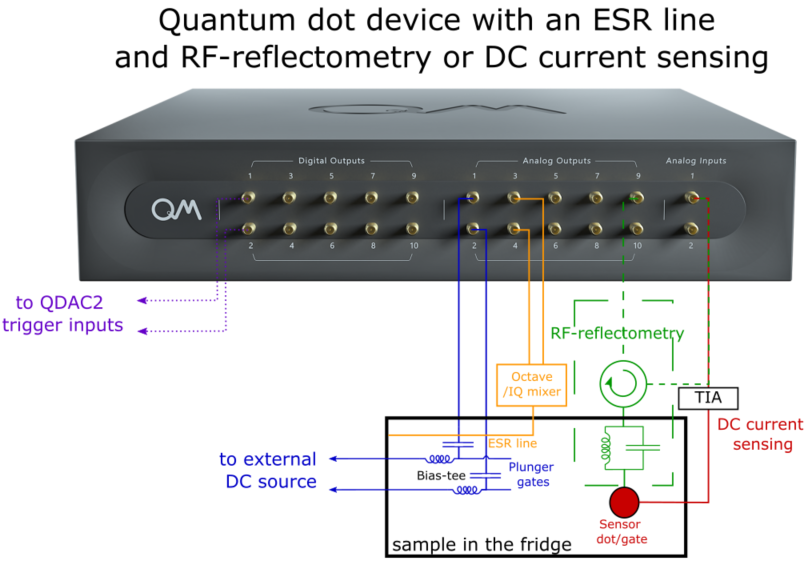 Quantum dot device with an ESR line
and RF-reflectometry or DC current sensing
QM
Digital Outputs
Analog Outputs
Analog Inputs
1 3 5 7 9
1 3 5 7 9
1
QM
2 4 6 8 10
2 4 6 8 10
2
to QDAC2
trigger inputs
RF-reflectometry
Octave
/IQ mixer
TIA
DC current
sensing
ESR line
to external
DC source
Bias-tee
Plunger
gates
Sensor
dot/gate
sample in the fridge